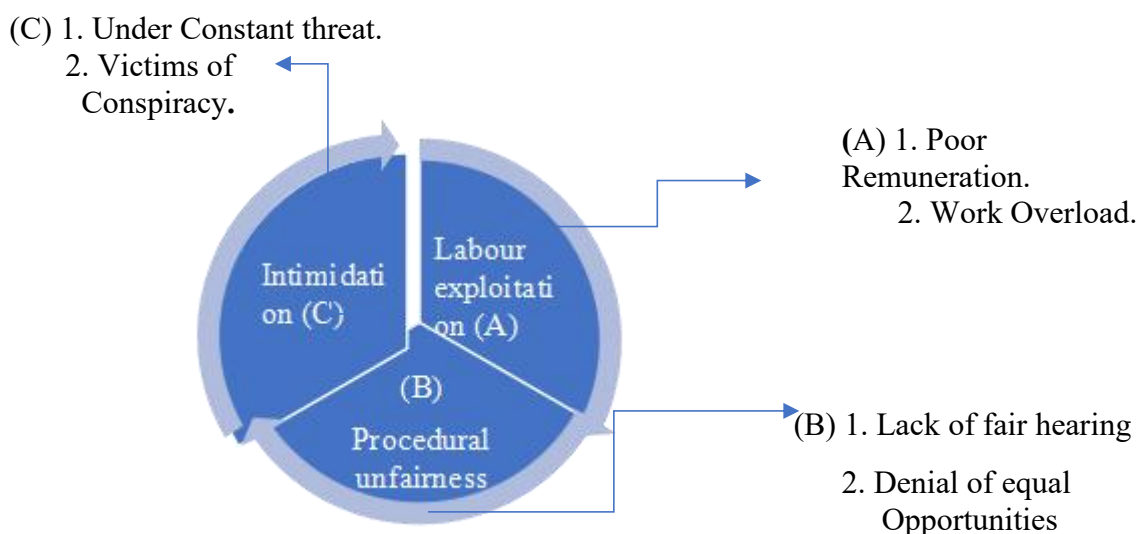 (C) 1. Under Constant threat.
2. Victims of
Conspiracy.
(A) 1. Poor
Remuneration.
2. Work Overload.
Intimidati
on (C)
Labour
exploitati
on (A)
(B)
Procedural
unfairness
(B) 1. Lack of fair hearing
2. Denial of equal
Opportunities